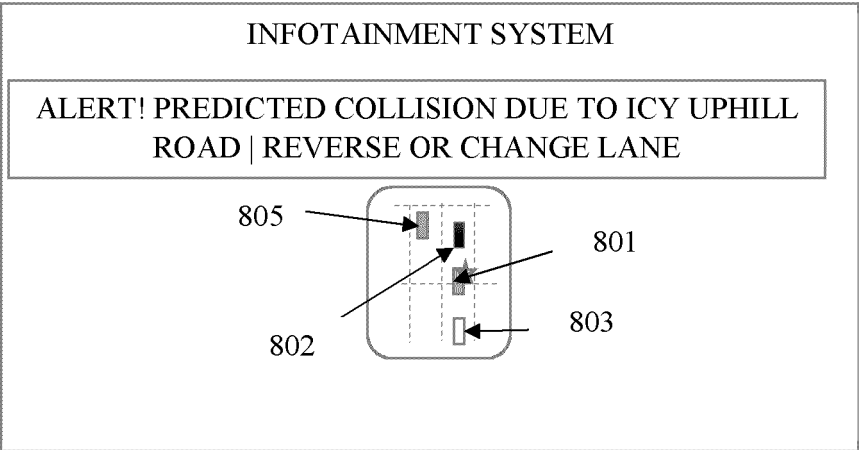 INFOTAINMENT SYSTEM
ALERT! PREDICTED COLLISION DUE TO ICY UPHILL
ROAD | REVERSE OR CHANGE LANE
805
801
803
802